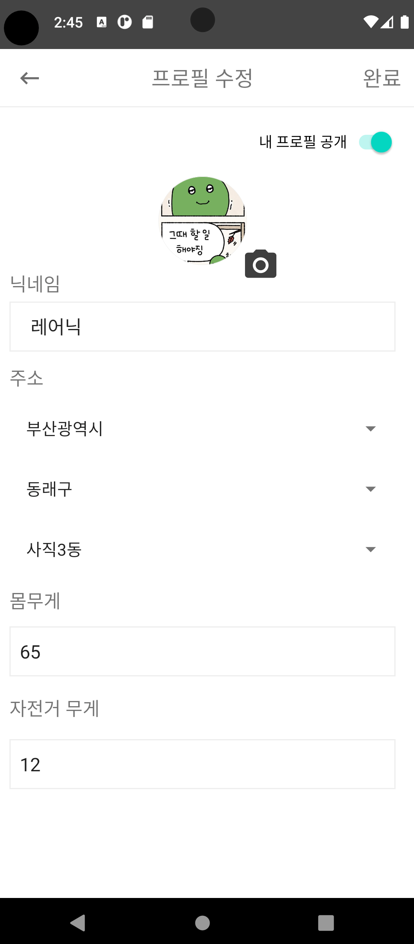 2:45
프로필 수정
완료
내 프로필 공개
그때 할 일
해야징
닉네임
레어닉
주소
부산광역시
동래구
사직3동
몸무게
65
자전거 무게
12